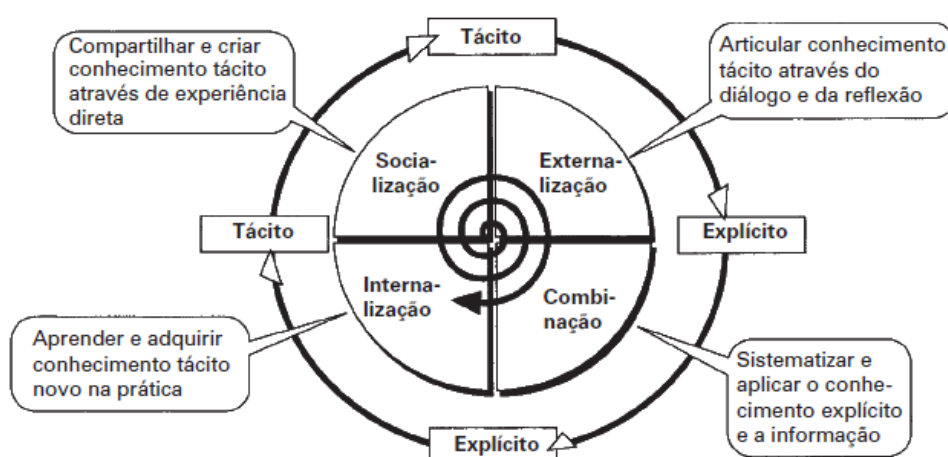 Tácito
Compartilhar e criar
conhecimento tácito
através de experiência
direta
Articular conhecimento
tácito através do
diálogo e da reflexão
Socia-
lização
Externa-
lização
Tácito
Explícito
Interna-
lização
Combi-
nação
Aprender e adquirir
conhecimento tácito
novo na prática
Sistematizar e
aplicar o conhe-
cimento explícito
e a informação
Explícito